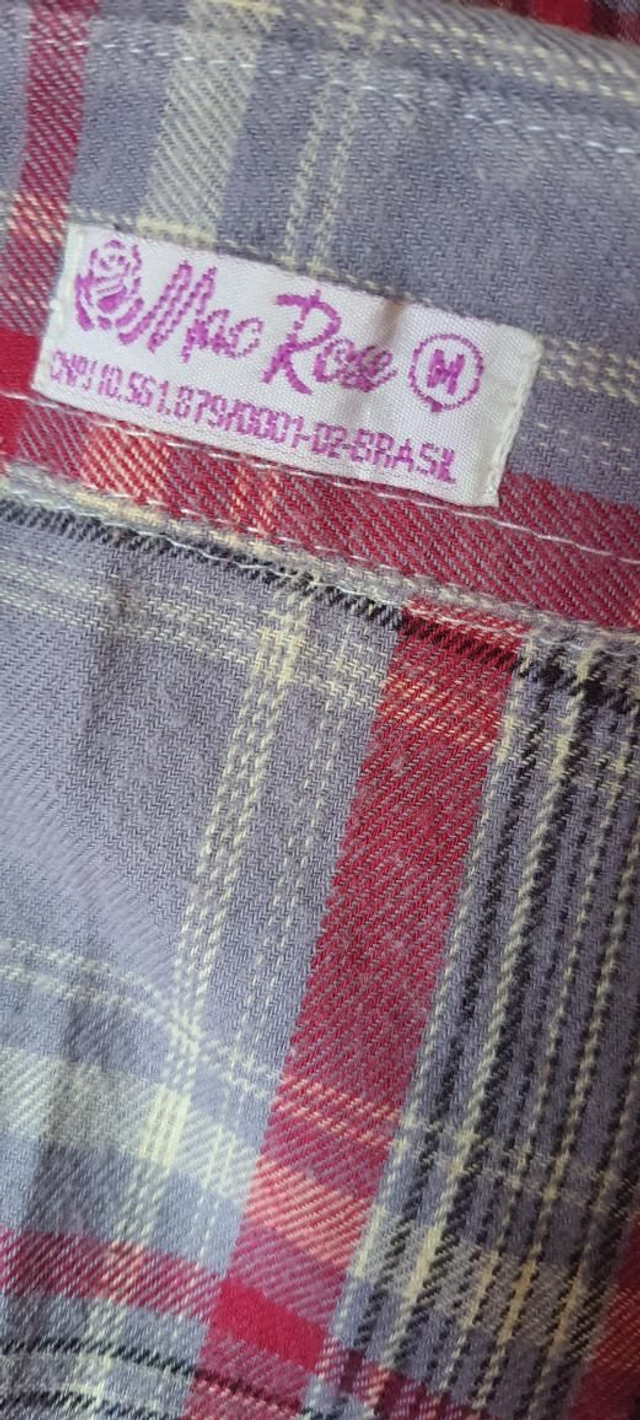 Mac Rose M
CNPJ 10.561.879/0001-02-BRASIL